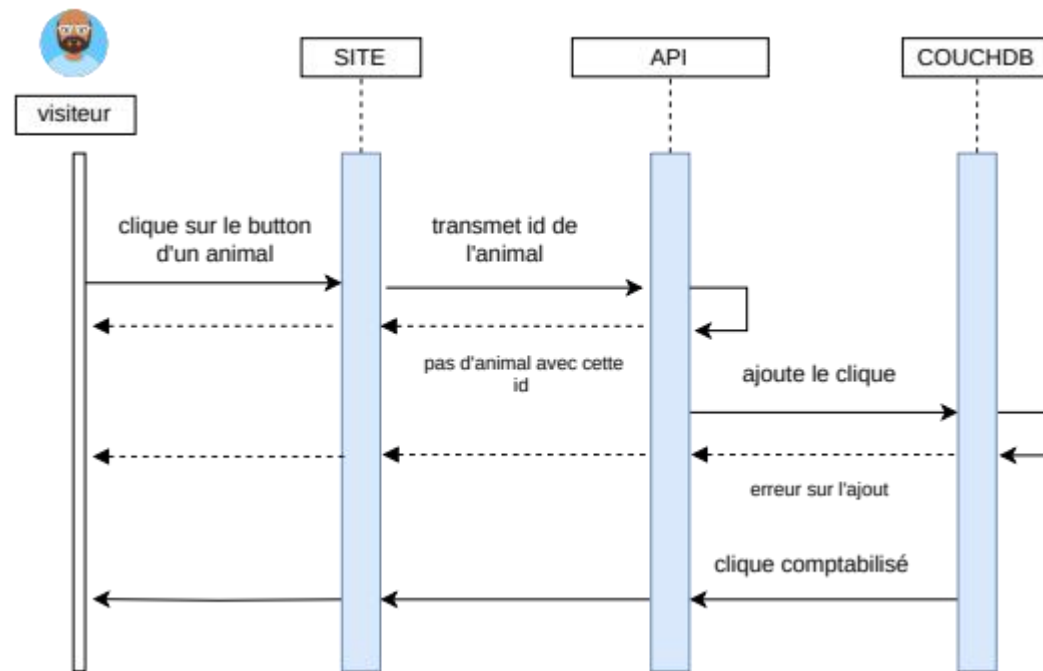 SITE
API
COUCHDB
visiteur
clique sur le button
d'un animal
transmet id de
l'animal
pas d'animal avec cette
id
ajoute le clique
erreur sur l'ajout
clique comptabilisé